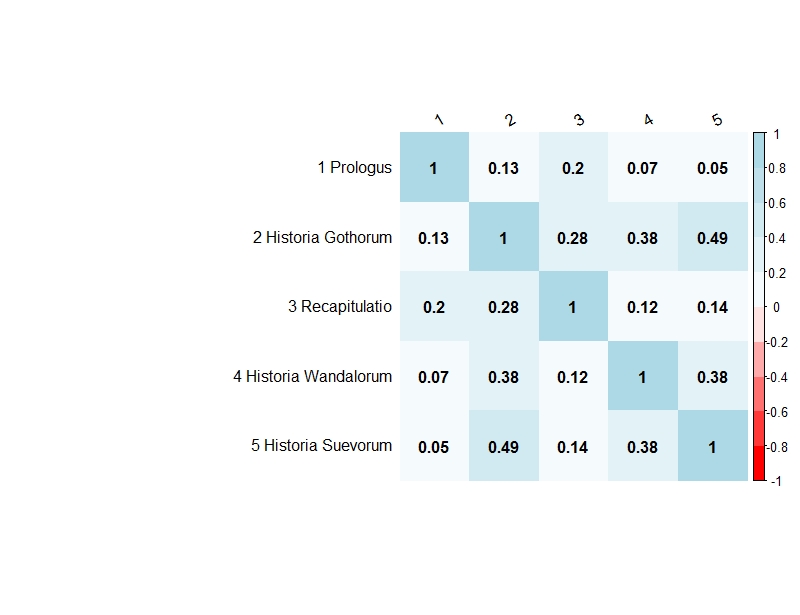 1 2 3 4 5
1 Prologus 1 0.13 0.2 0.07 0.05
2 Historia Gothorum 0.13 1 0.28 0.38 0.49
3 Recapitulatio 0.2 0.28 1 0.12 0.14
4 Historia Wandalorum 0.07 0.38 0.12 1 0.38
5 Historia Suevorum 0.05 0.49 0.14 0.38 1
1
0.8
0.6
0.4
0.2
0
-0.2
-0.4
-0.6
-0.8
-1